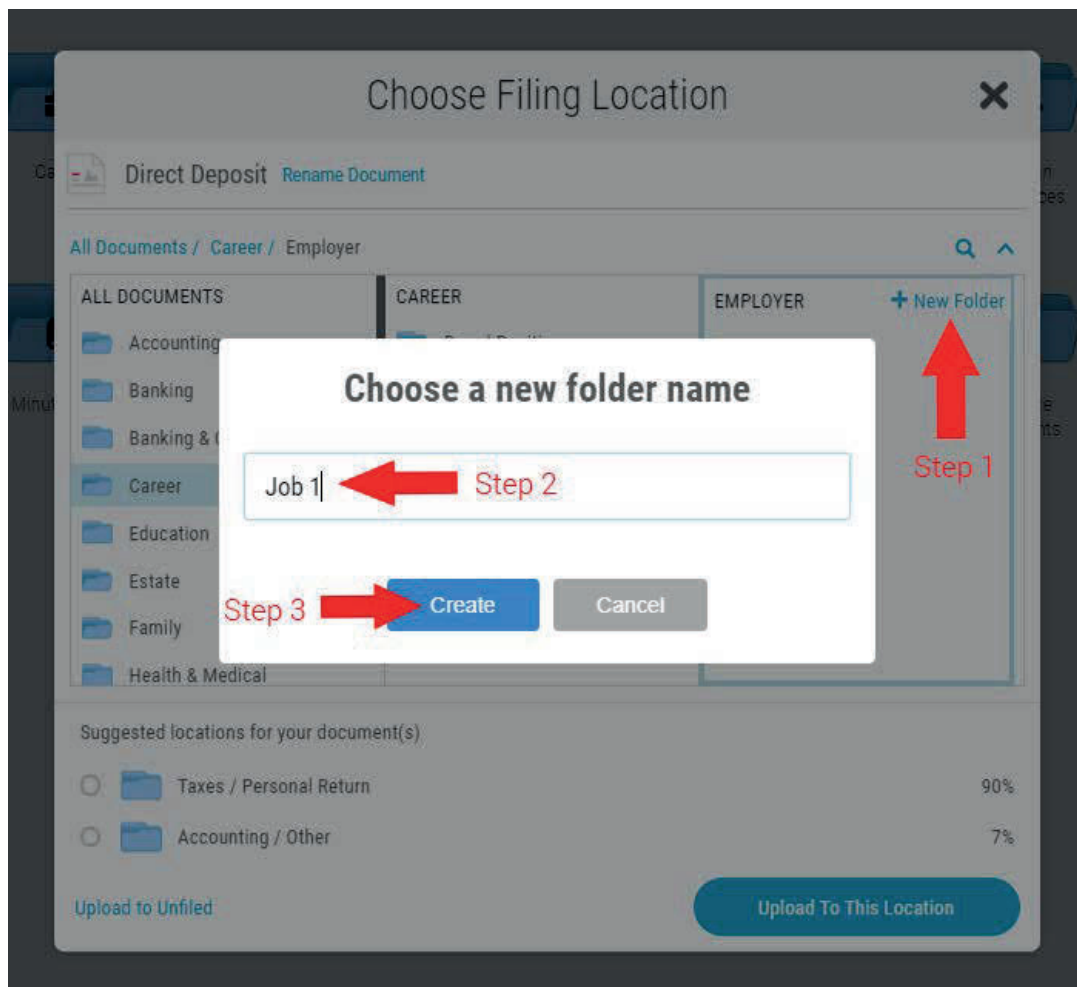 Choose Filing Location
Direct Deposit Rename Document
All Documents / Career / Employer
ALL DOCUMENTS
CAREER
EMPLOYER
+ New Folder
Accounting
Banking
Banking &
Career
Education
Estate
Family
Health & Medical
Choose a new folder name
Job 1
Step 2
Step 1
Step 3
Create
Cancel
Suggested locations for your document(s)
Taxes / Personal Return 90%
Accounting / Other 7%
Upload to Unfiled
Upload To This Location